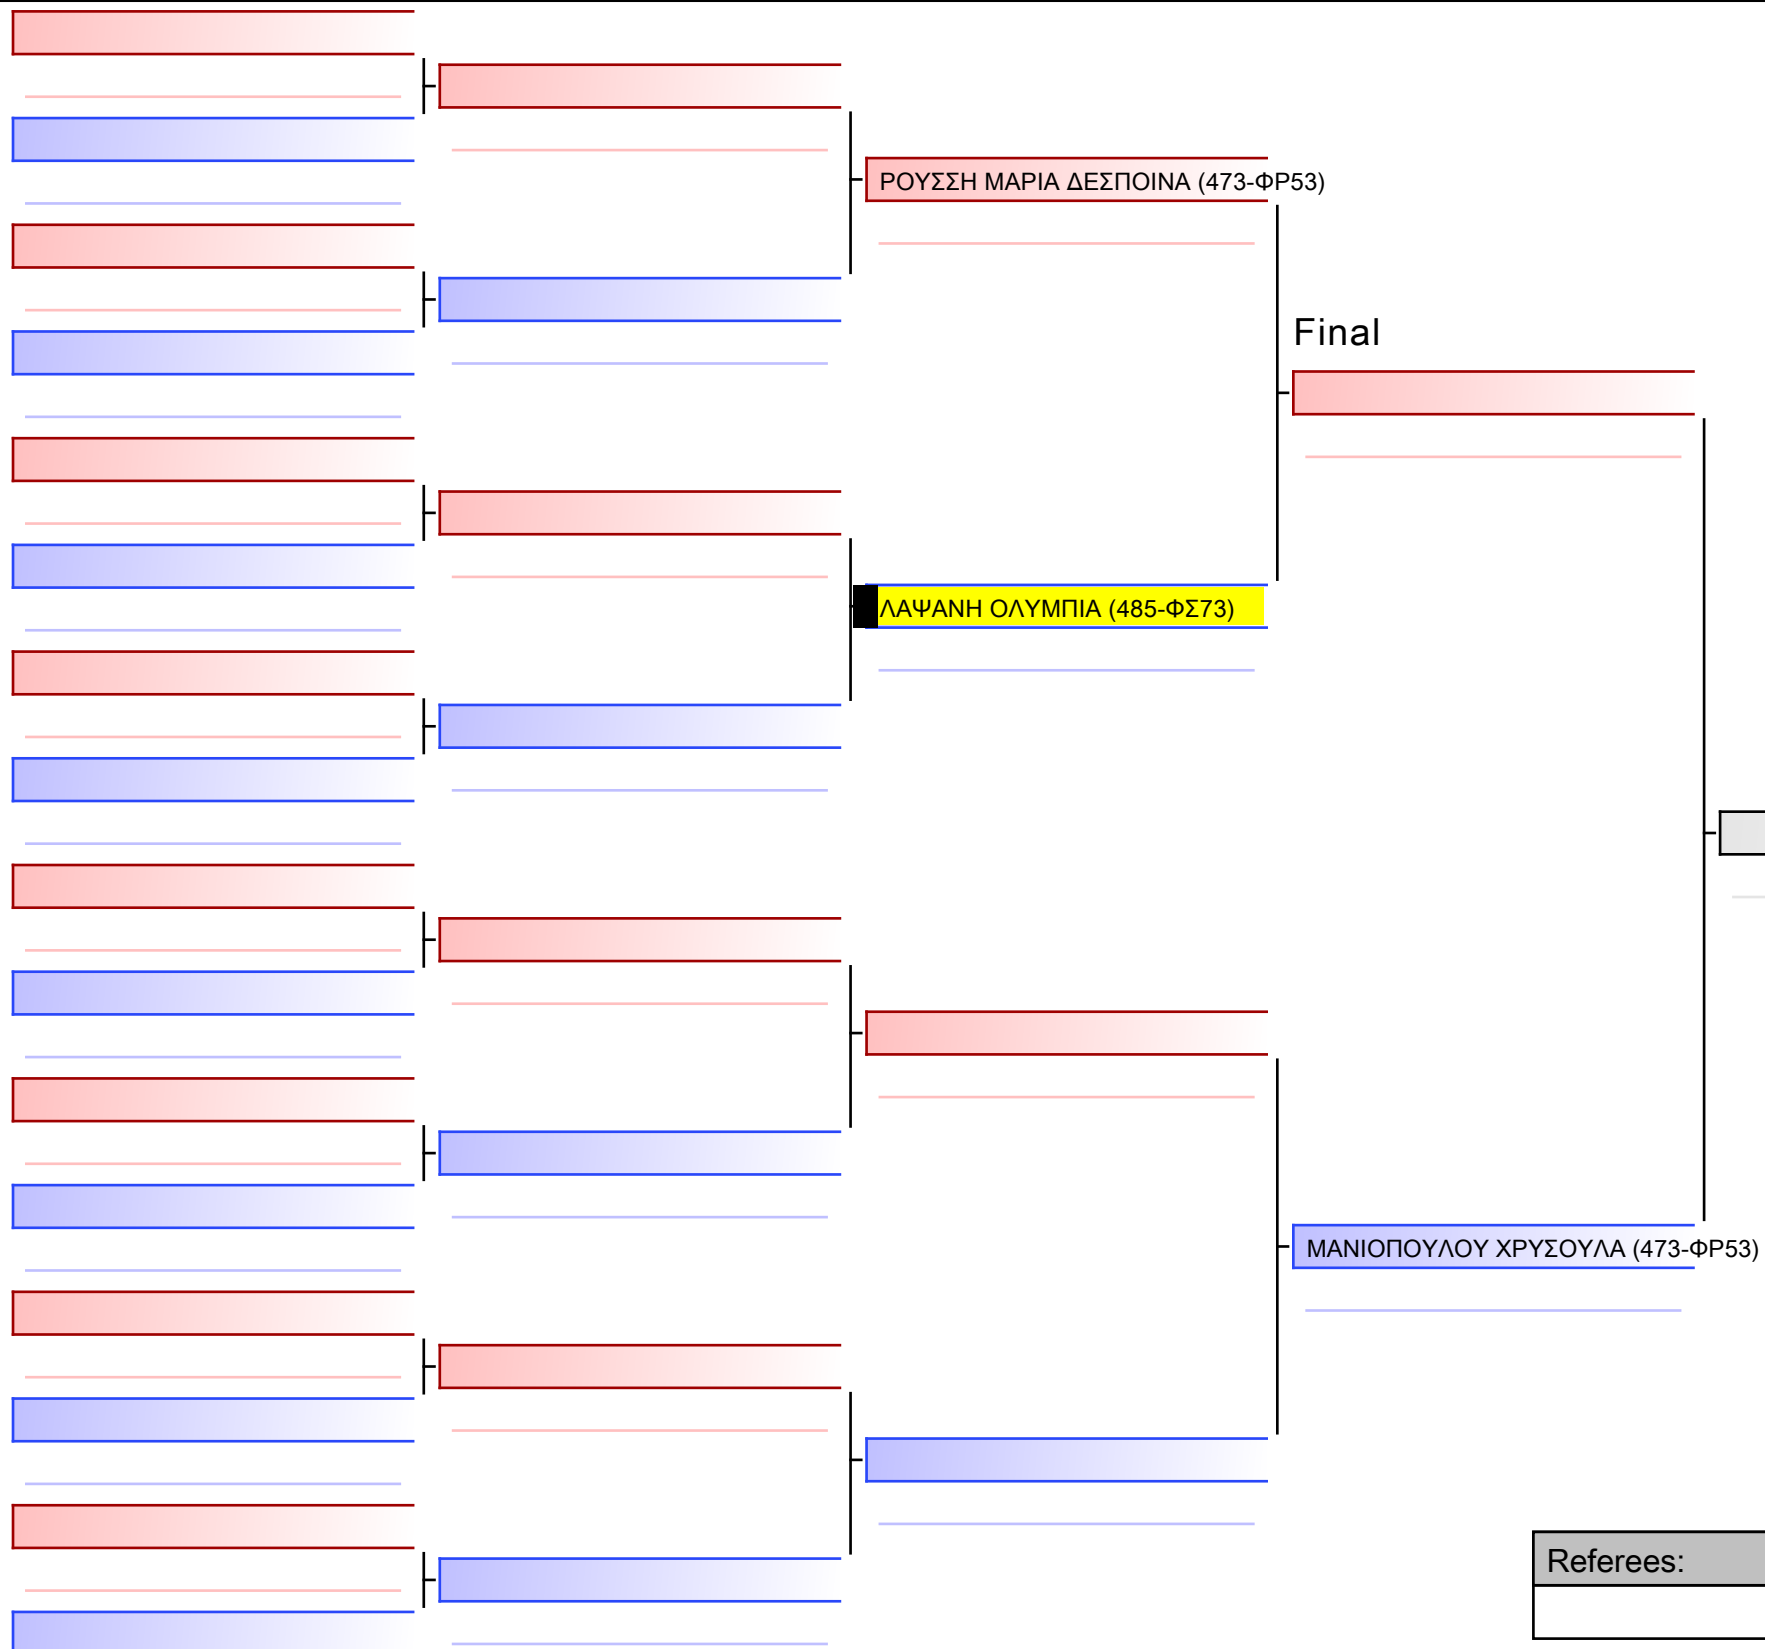 ΡΟΥΣΣΗ ΜΑΡΙΑ ΔΕΣΠΟΙΝΑ (473-ΦΡ53)
Final
ΛΑΨΑΝΗ ΟΛΥΜΠΙΑ (485-ΦΣ73)
ΜΑΝΙΟΠΟΥΛΟΥ ΧΡΥΣΟΥΛΑ (473-ΦΡ53)
Referees: